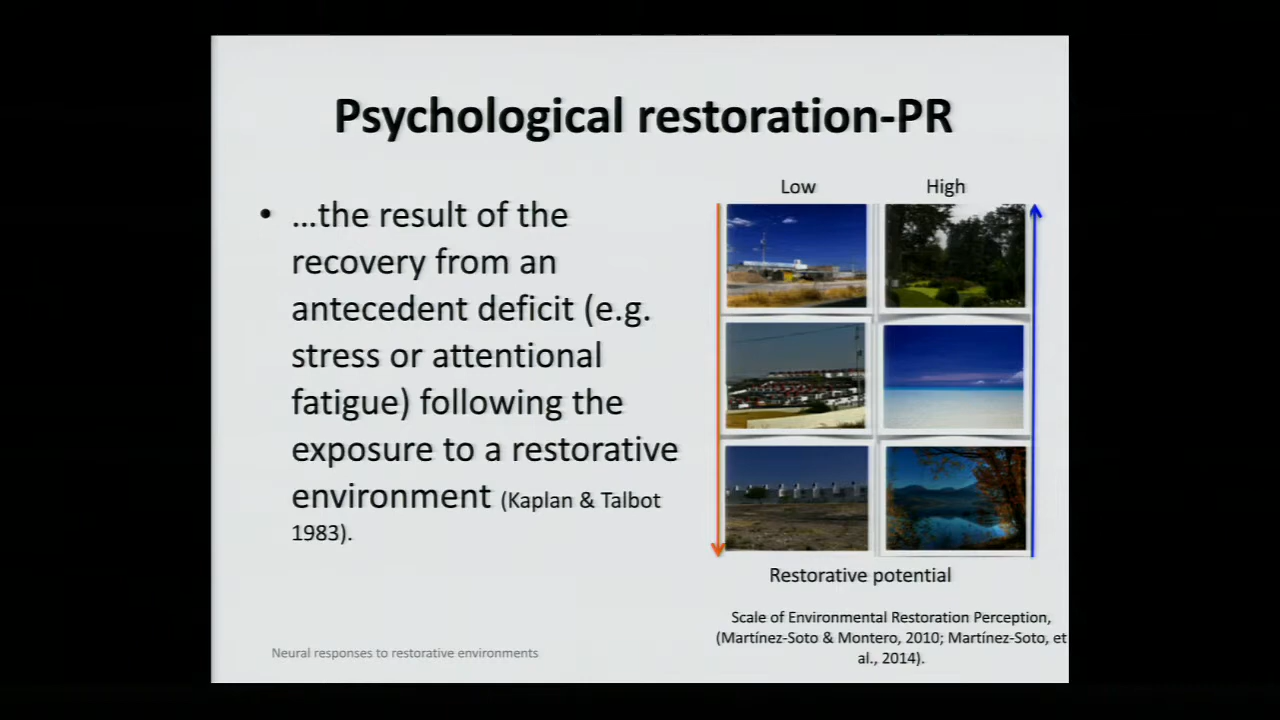 Psychological restoration-PR
• …the result of the
recovery from an
antecedent deficit (e.g.
stress or attentional
fatigue) following the
exposure to a restorative
environment (Kaplan & Talbot
1983).
Low
High
Restorative potential
Scale of Environmental Restoration Perception,
(Martínez-Soto & Montero, 2010; Martínez-Soto, et
al., 2014).
Neural responses to restorative environments